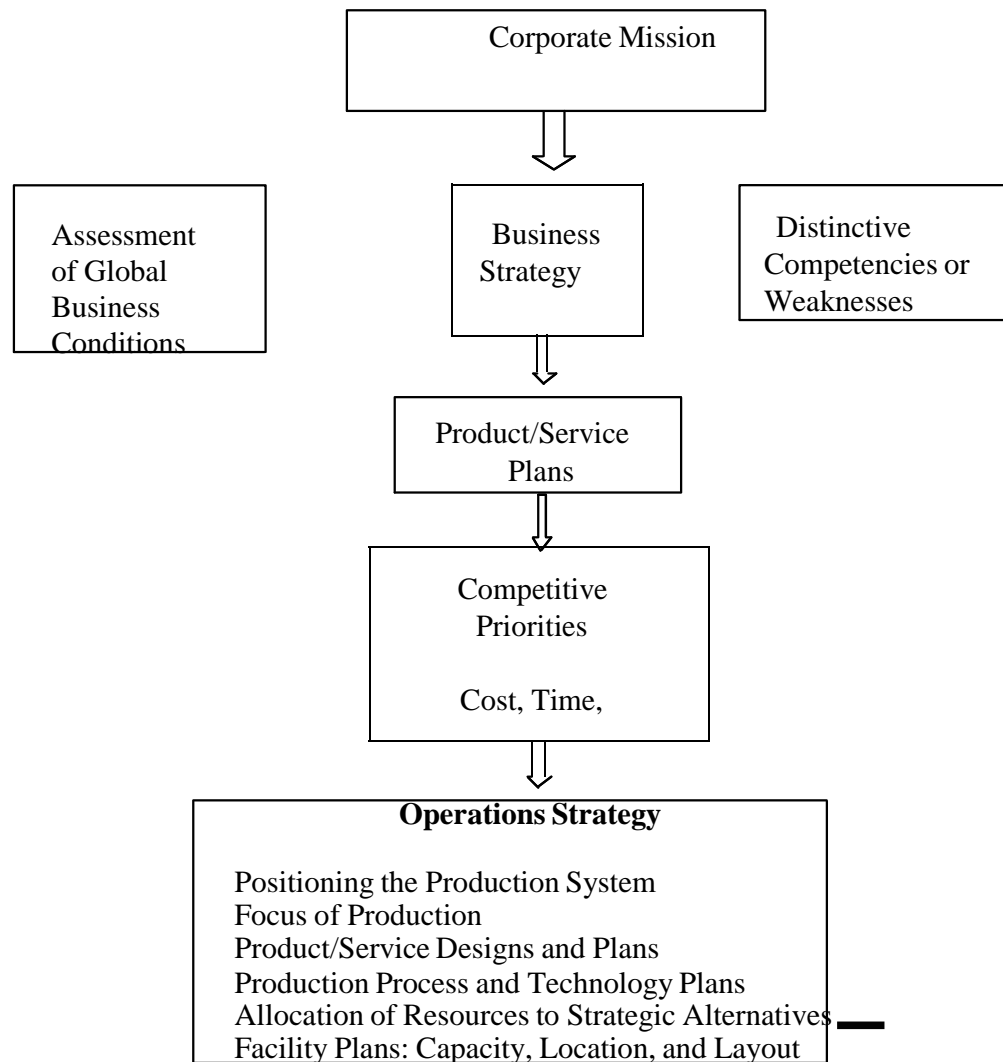 Corporate Mission
Assessment
of Global
Business
Conditions
Business
Strategy
Distinctive
Competencies or
Weaknesses
Product/Service
Plans
Competitive
Priorities
Cost, Time,
Operations Strategy
Positioning the Production System
Focus of Production
Product/Service Designs and Plans
Production Process and Technology Plans
Allocation of Resources to Strategic Alternatives
Facility Plans: Capacity, Location, and Layout